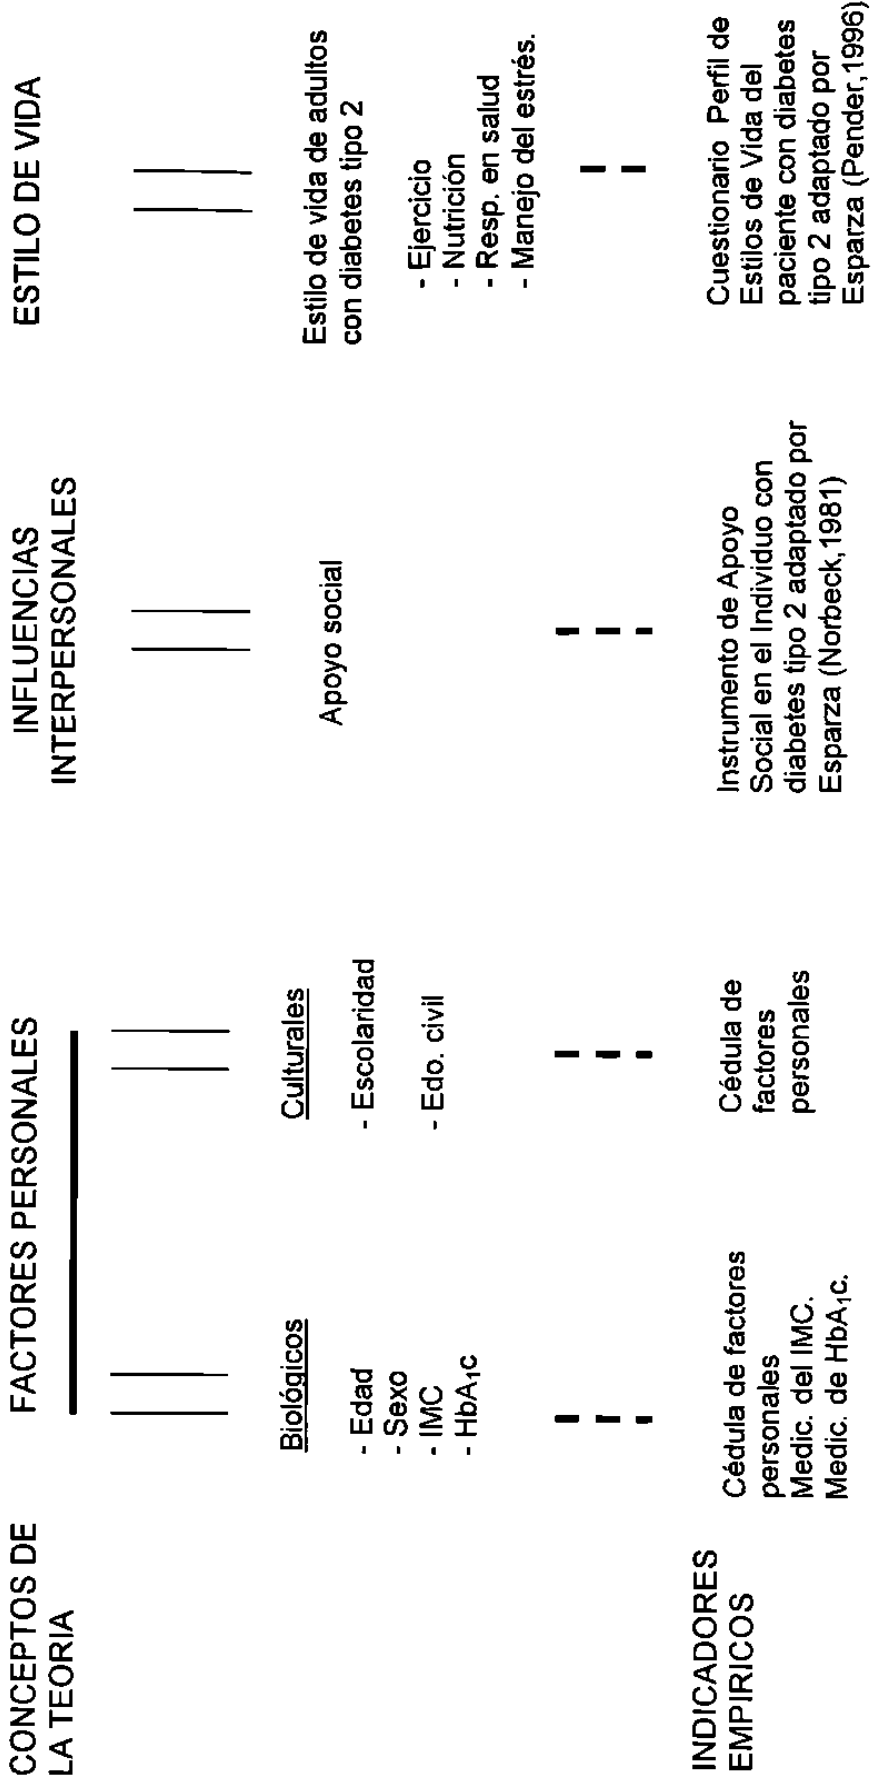 CONCEPTOS DE
LA TEORIA
FACTORES PERSONALES
INFLUENCIAS
INTERPERSONALES
ESTILO DE VIDA
Biológicos
- Edad
- Sexo
- IMC
- HbA₁c
Culturales
- Escolaridad
- Edo. civil
Apoyo social
Estilo de vida de adultos
con diabetes tipo 2
- Ejercicio
- Nutrición
- Resp. en salud
- Manejo del estrés.
INDICADORES
EMPIRICOS
Cédula de factores
personales
Medic. del IMC.
Medic. de HbA₁c.
Cédula de
factores
personales
Instrumento de Apoyo
Social en el Individuo con
diabetes tipo 2 adaptado por
Esparza (Norbeck,1981)
Cuestionario Perfil de
Estilos de Vida del
paciente con diabetes
tipo 2 adaptado por
Esparza (Pender,1996)